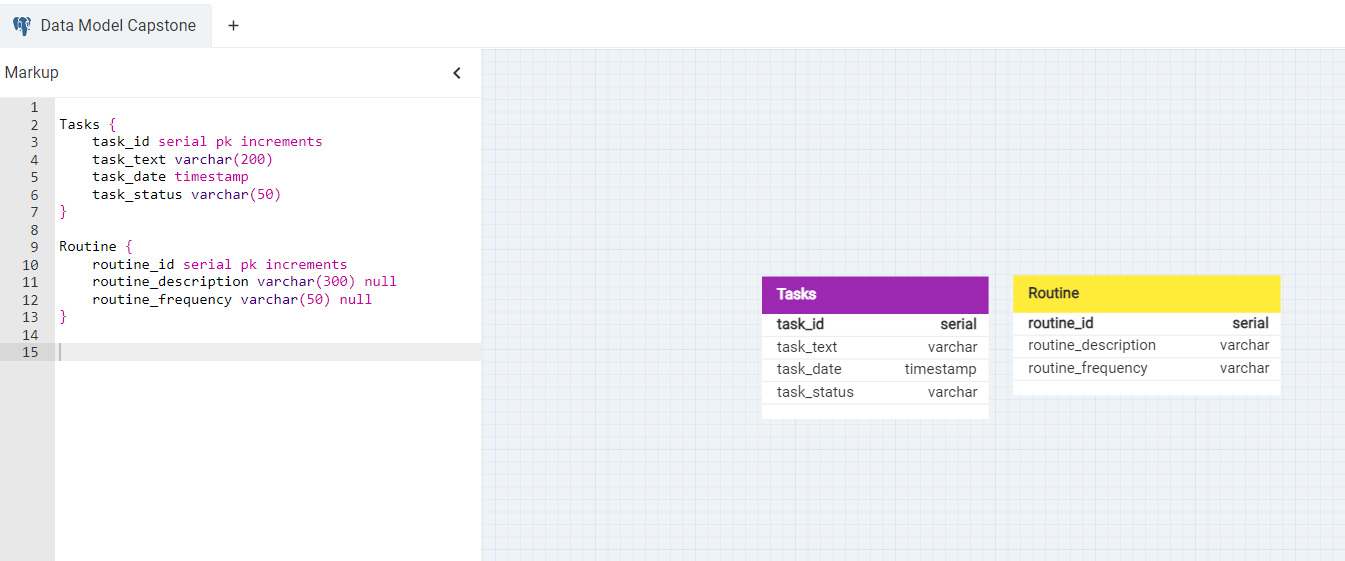 Data Model Capstone +
Markup
1
2 Tasks {
3 task_id serial pk increments
4 task_text varchar(200)
5 task_date timestamp
6 task_status varchar(50)
7 }
8
9 Routine {
10 routine_id serial pk increments
11 routine_description varchar(300) null
12 routine_frequency varchar(50) null
13 }
14
15
Tasks
task_id serial
task_text varchar
task_date timestamp
task_status varchar
Routine
routine_id serial
routine_description varchar
routine_frequency varchar